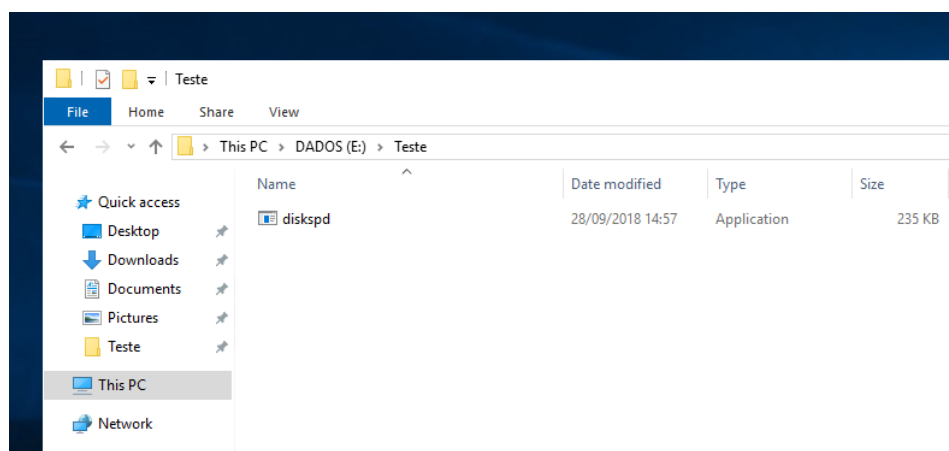 Teste
File Home Share View
This PC > DADOS (E:) > Teste
Name Date modified Type Size
Quick access
diskspd 28/09/2018 14:57 Application 235 KB
Desktop
Downloads
Documents
Pictures
Teste
This PC
Network